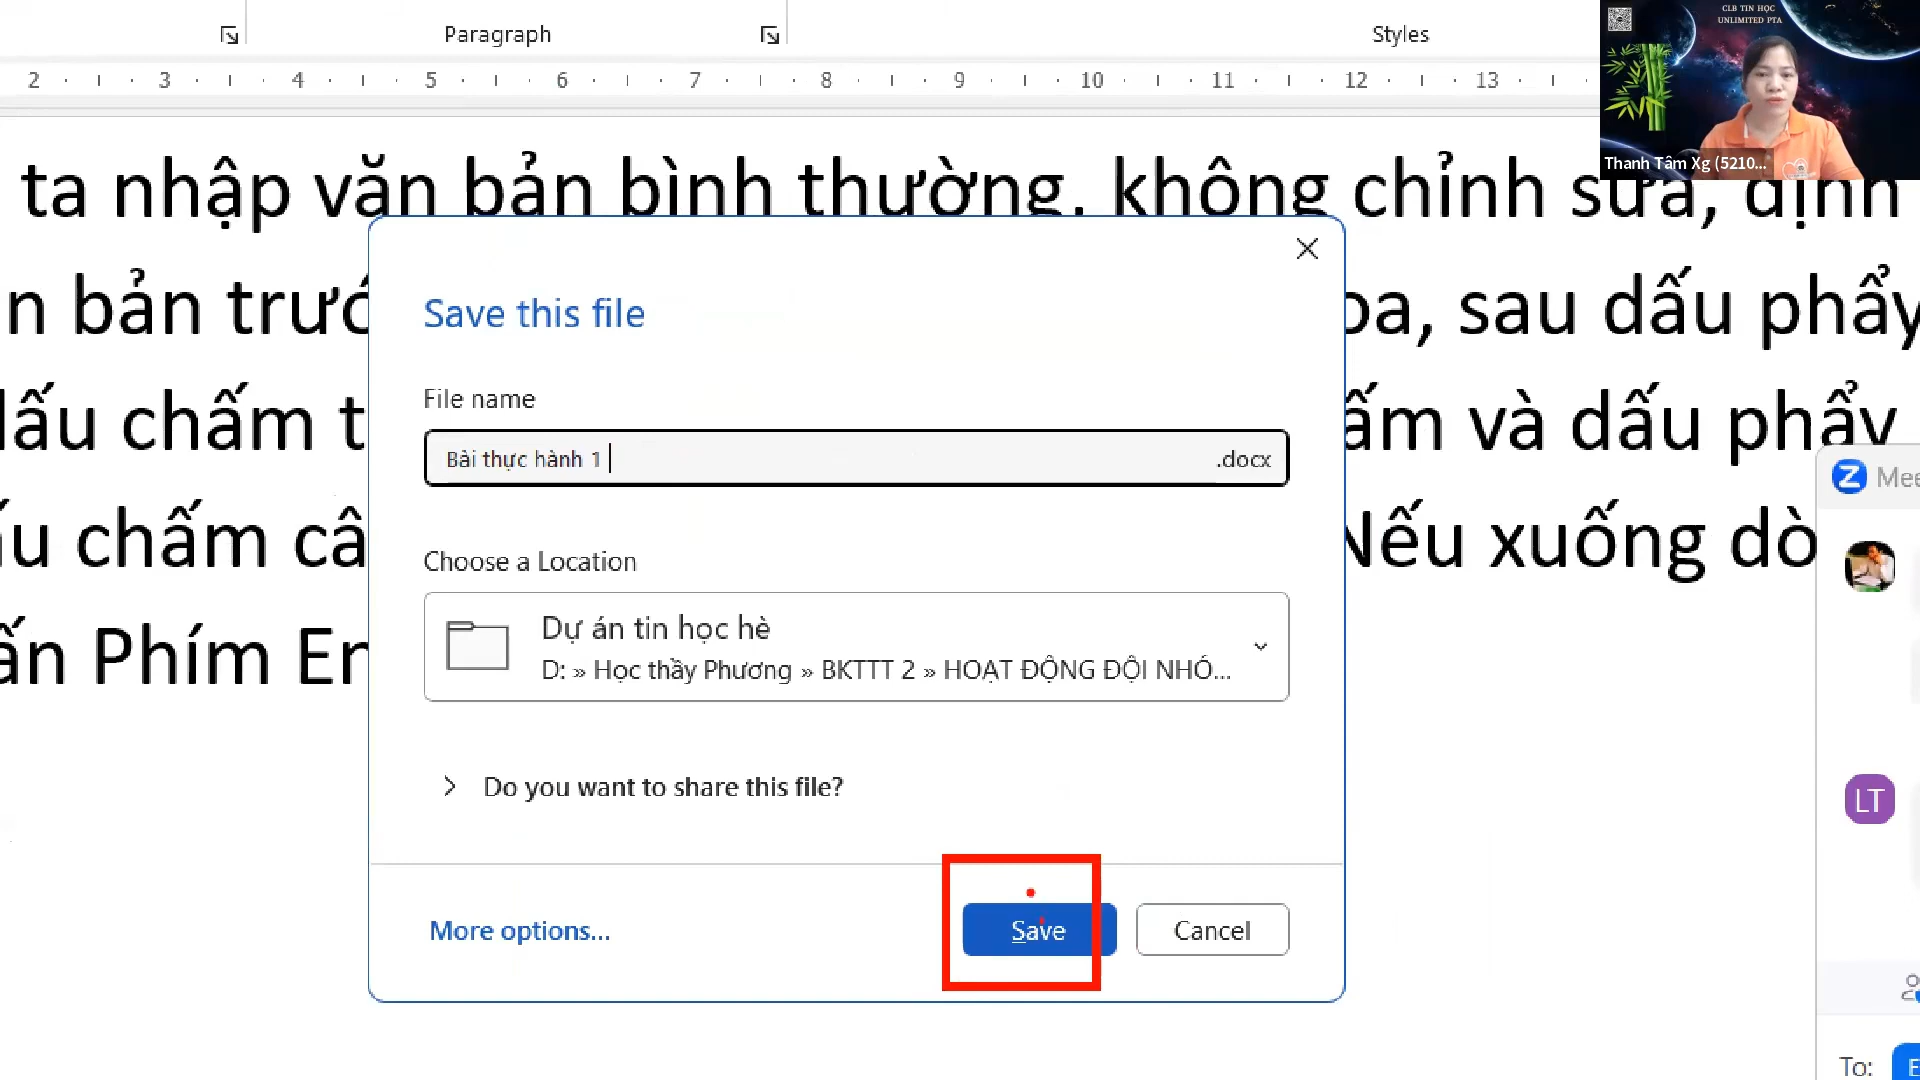 Paragraph
Styles
2 3 4 5 6 7 8 9 10 11 12 13
CLB TIN HỌC
UNLIMITED PTA
Thanh Tâm Xg (5210...
ta nhập văn bản bình thường, không chỉnh sửa, định
n bản trướ
oa, sau dấu phẩy
dấu chấm t
ấm và dấu phẩy
ấu chấm câ
Nếu xuống dò
ấn Phím En
Save this file
File name
Bài thực hành 1 .docx
Choose a Location
Dự án tin học hè
D: » Học thầy Phương » BKTTT 2 » HOẠT ĐỘNG ĐỘI NHÓ...
Do you want to share this file?
More options...
Save
Cancel
Mee
LT
To:
E